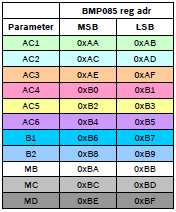 BMP085 reg adr
Parameter MSB LSB
AC1 0xAA 0xAB
AC2 0xAC 0xAD
AC3 0xAE 0xAF
AC4 0xB0 0xB1
AC5 0xB2 0xB3
AC6 0xB4 0xB5
B1 0xB6 0xB7
B2 0xB8 0xB9
MB 0xBA 0xBB
MC 0xBC 0xBD
MD 0xBE 0xBF